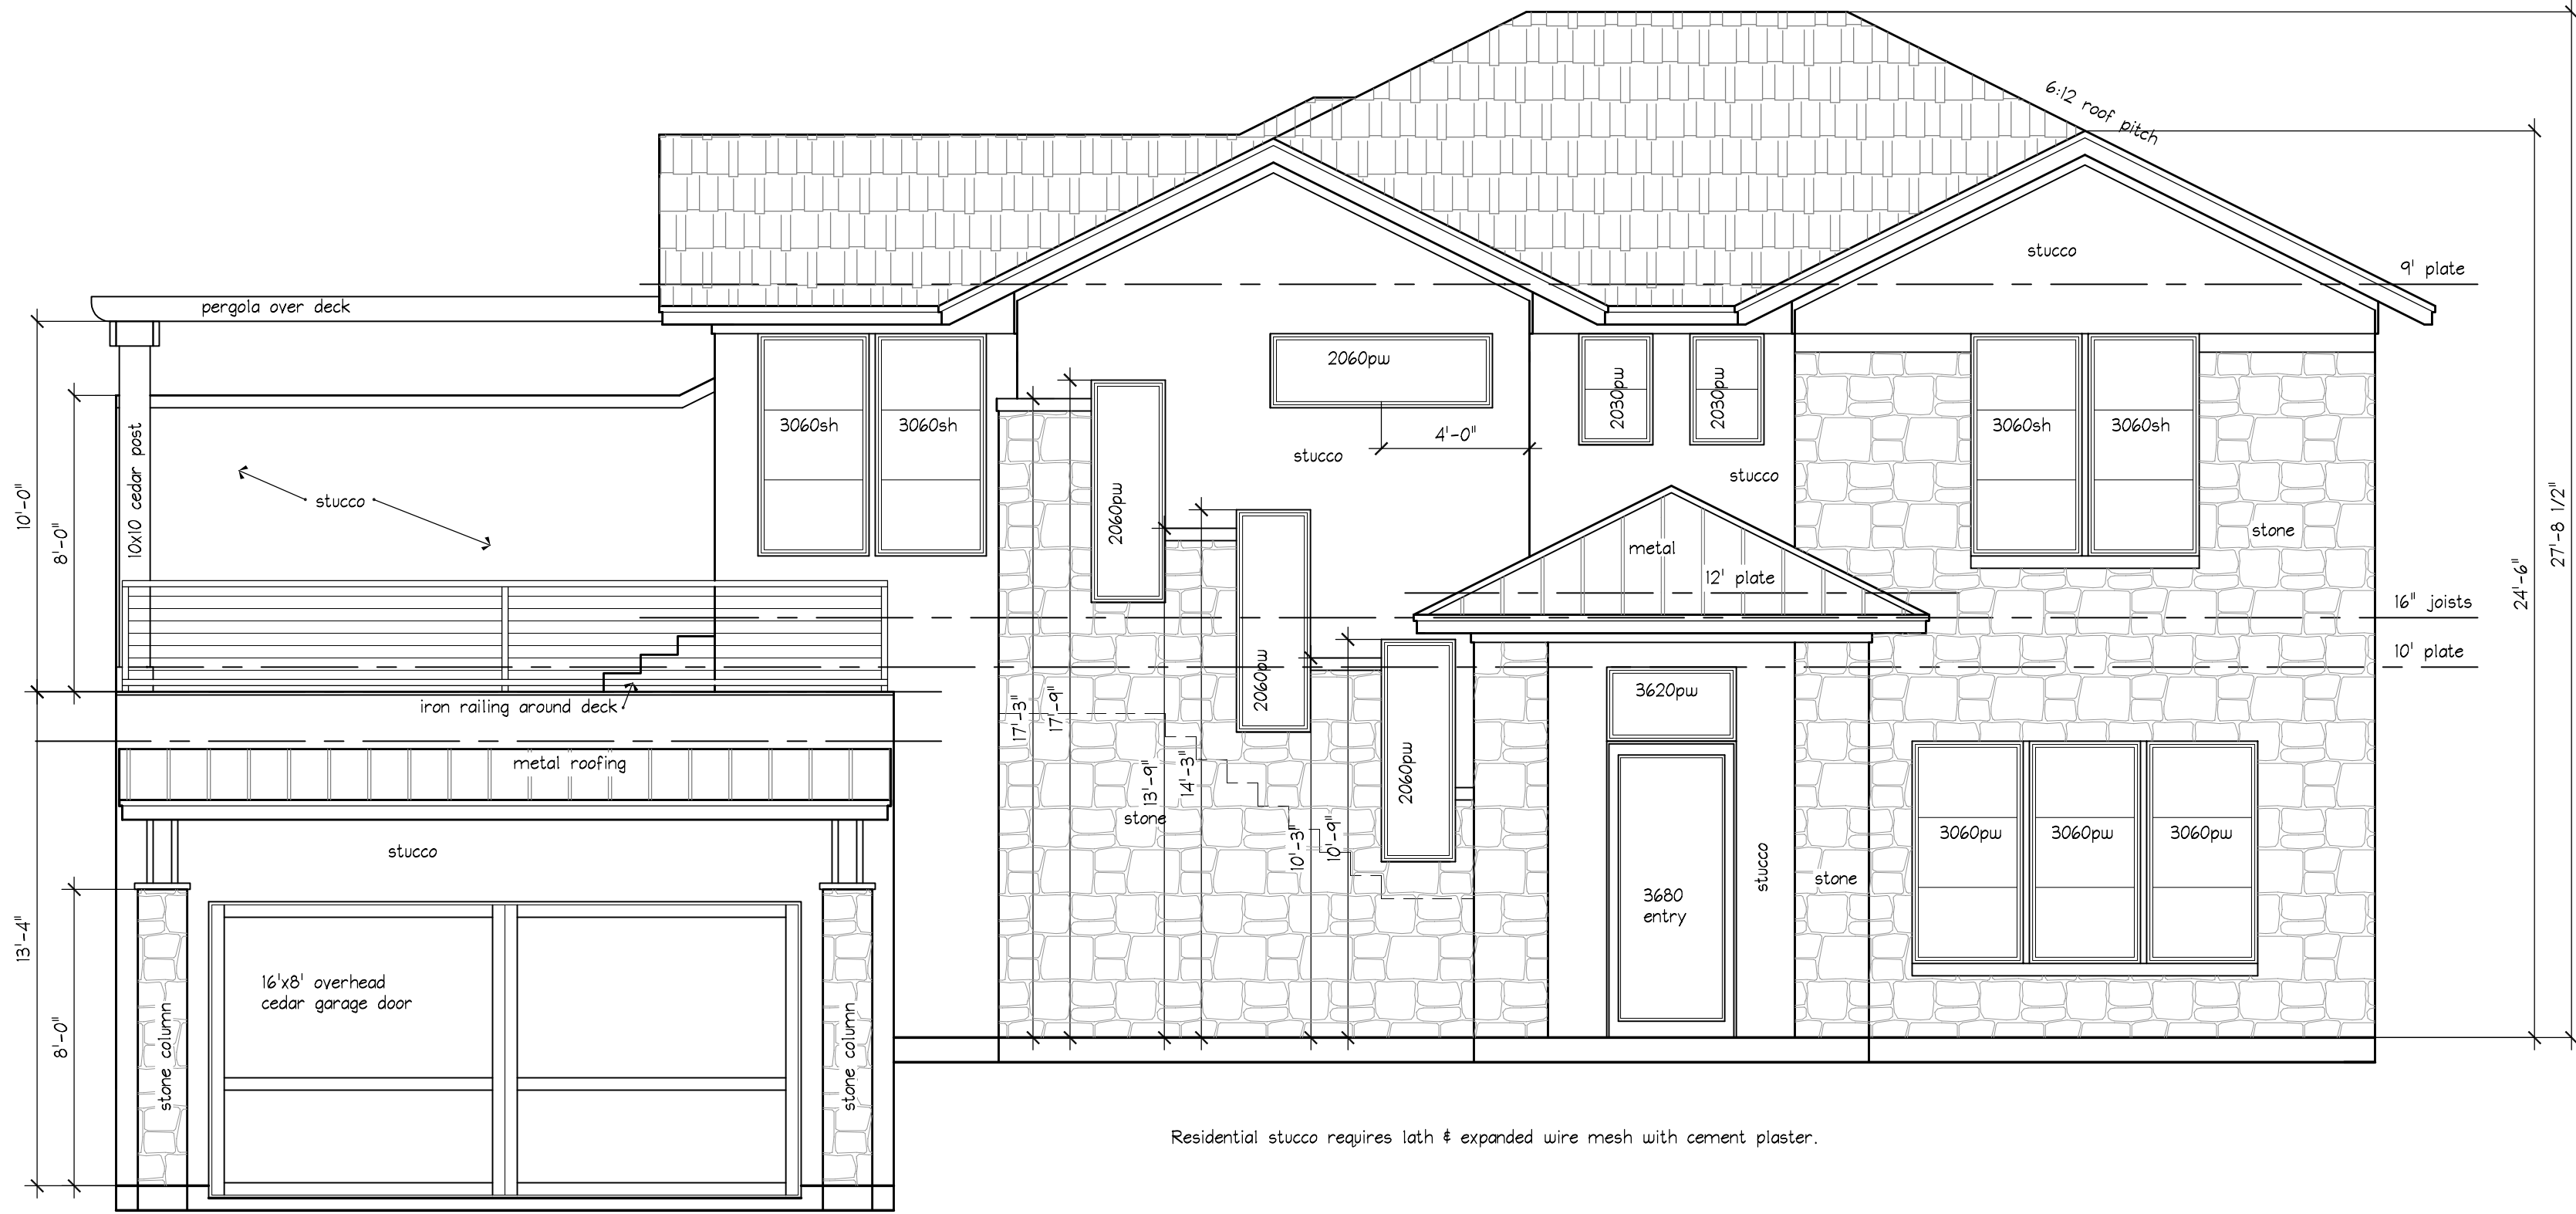 6:12 roof pitch
stucco
9' plate
pergola over deck
2060pw
2030pw
2030pw
3060sh
3060sh
3060sh
3060sh
4'-0"
stucco
stucco
10x10 cedar post
stucco
10'-0"
8'-0"
2060pw
stone
27'-8 1/2"
24'-6"
metal
12' plate
16" joists
10' plate
2060pw
3620pw
iron railing around deck
17'-3"
17'-9"
metal roofing
13'-9"
14'-3"
2060pw
stone
10'-3"
10'-9"
3060pw
3060pw
3060pw
stucco
stucco
stone
3680
entry
13'-4"
8'-0"
16'x8' overhead
cedar garage door
stone column
stone column
Residential stucco requires lath & expanded wire mesh with cement plaster.